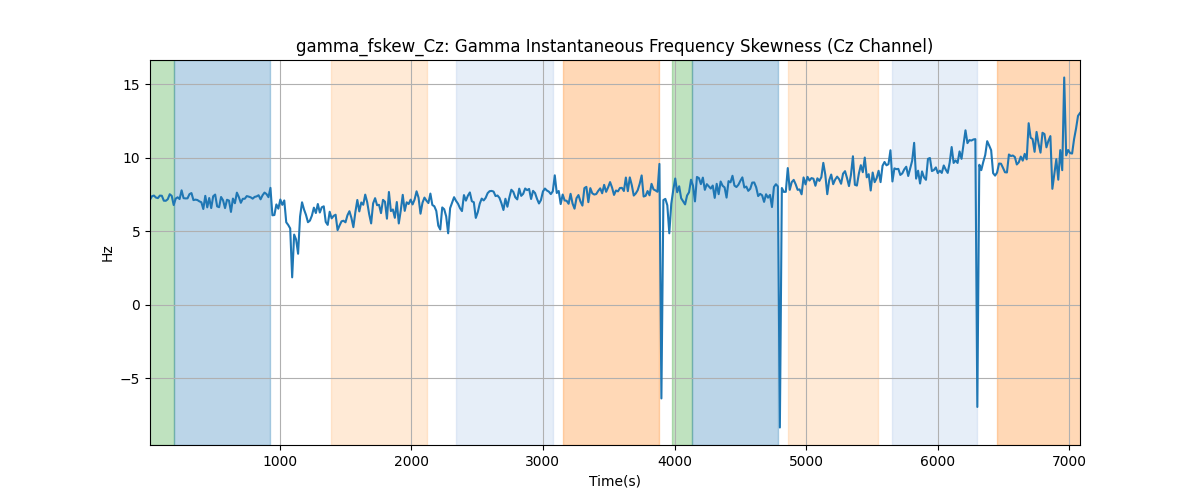 gamma_fskew_Cz: Gamma Instantaneous Frequency Skewness (Cz Channel)
15
10
5
0
−5
Hz
1000 2000 3000 4000 5000 6000 7000
Time(s)